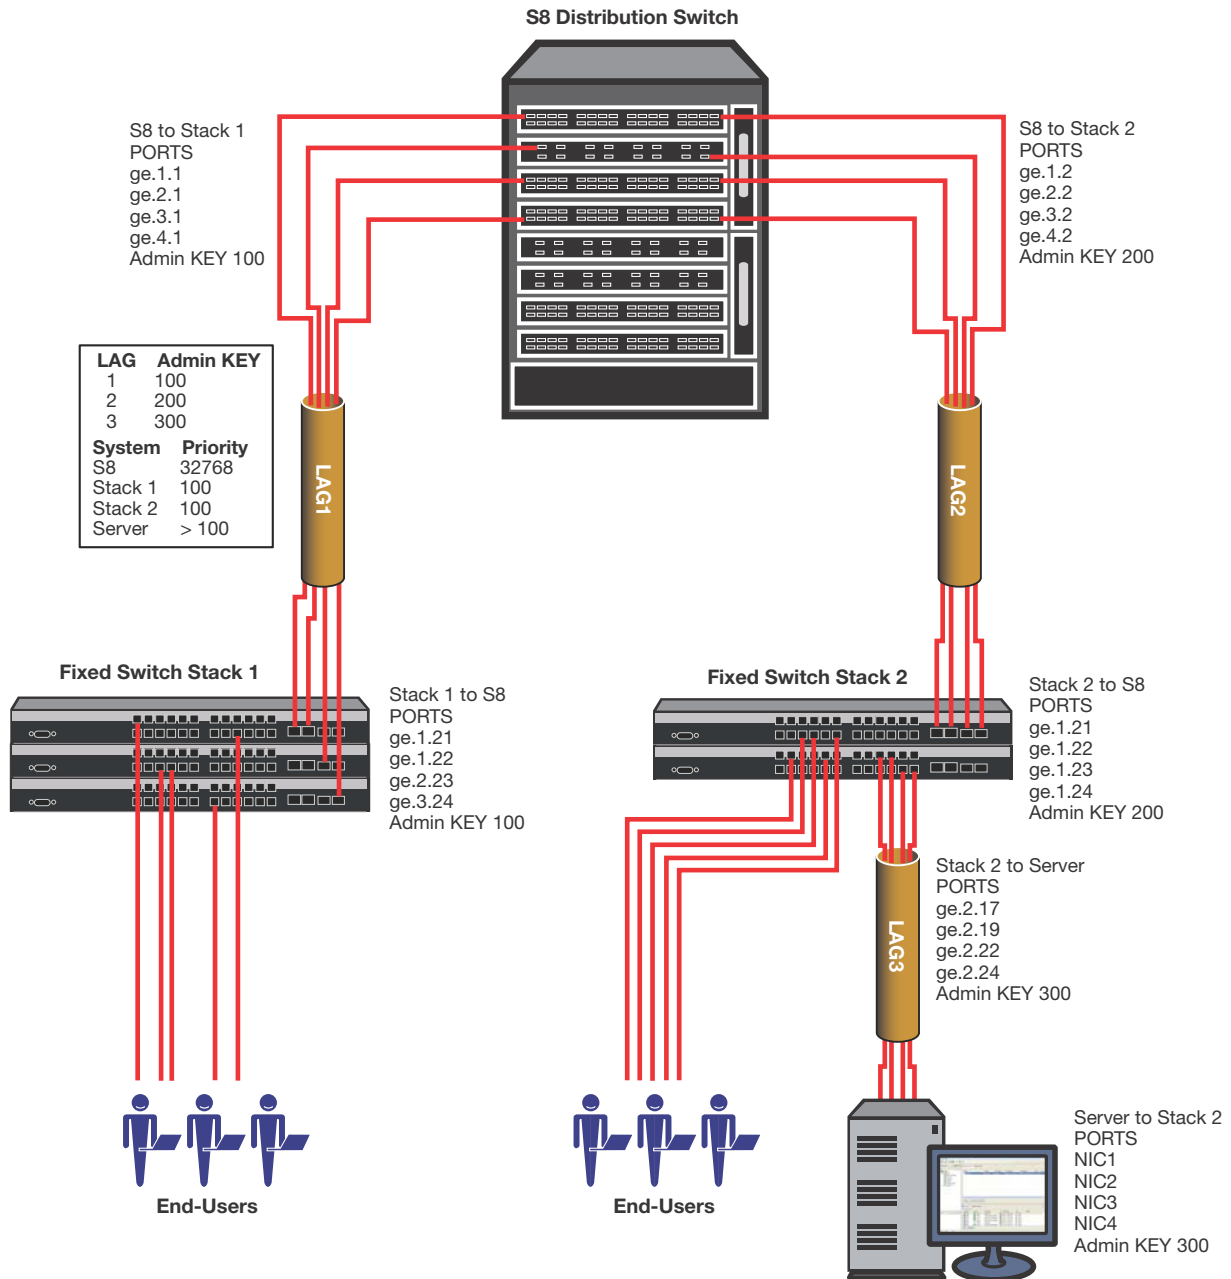 S8 Distribution Switch
S8 to Stack 1
PORTS
ge.1.1
ge.2.1
ge.3.1
ge.4.1
Admin KEY 100
S8 to Stack 2
PORTS
ge.1.2
ge.2.2
ge.3.2
ge.4.2
Admin KEY 200
LAG Admin KEY
1 100
2 200
3 300
System Priority
S8 32768
Stack 1 100
Stack 2 100
Server > 100
LAG1
LAG2
Fixed Switch Stack 1
Stack 1 to S8
PORTS
ge.1.21
ge.1.22
ge.2.23
ge.3.24
Admin KEY 100
Fixed Switch Stack 2
Stack 2 to S8
PORTS
ge.1.21
ge.1.22
ge.1.23
ge.1.24
Admin KEY 200
LAG3
Stack 2 to Server
PORTS
ge.2.17
ge.2.19
ge.2.22
ge.2.24
Admin KEY 300
End-Users
End-Users
Server to Stack 2
PORTS
NIC1
NIC2
NIC3
NIC4
Admin KEY 300